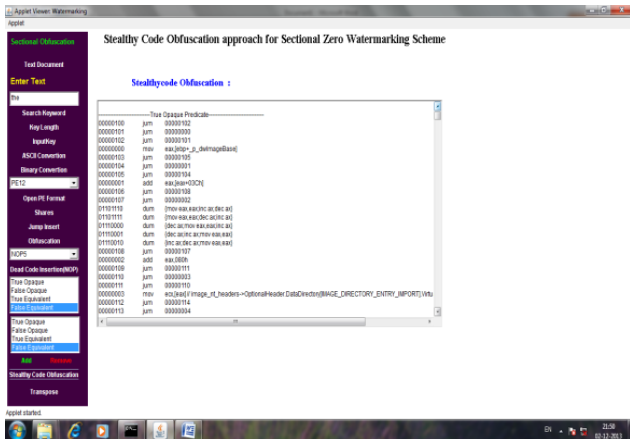 Applet Viewer Watermarking
Applet
Sectional Obfuscation
Text Document
Enter Text
the
Search Keyword
Key Length
InputKey
ASCII Convertion
Binary Convertion
PE12
Open PE Format
Shares
Jump Insert
Obfuscation
NOP5
Dead Code Insertion(NOP)
True Opaque
False Opaque
True Equivalent
False Equivalent
True Opaque
False Opaque
True Equivalent
False Equivalent
Add Remove
Stealthy Code Obfuscation
Transpose
Stealthy Code Obfuscation approach for Sectional Zero Watermarking Scheme
Stealthycode Obfuscation :
--------------------True Opaque Predicate--------------------
00000100 jum 00000102
00000101 jum 00000000
00000102 jum 00000101
00000000 mov eax,[ebp+_p_dwImageBase]
00000103 jum 00000105
00000104 jum 00000001
00000105 jum 00000104
00000001 add eax,[eax+03Ch]
00000106 jum 00000108
00000107 jum 00000002
01101110 dum {mov eax,eax;inc ax;dec ax}
01101111 dum {mov eax,eax;dec ax;inc ax}
01110000 dum {dec ax;mov eax,eax;inc ax}
01110001 dum {dec ax;inc ax;mov eax,eax}
01110010 dum {inc ax;dec ax;mov eax,eax}
00000108 jum 00000107
00000002 add eax,080h
00000109 jum 00000111
00000110 jum 00000003
00000111 jum 00000110
00000003 mov ecx,[eax] // image_nt_headers->OptionalHeader.DataDirectori[IMAGE_DIRECTORY_ENTRY_IMPORT].Virtu
00000112 jum 00000114
00000113 jum 00000004
Applet started.
EN
21:50
02-12-2013